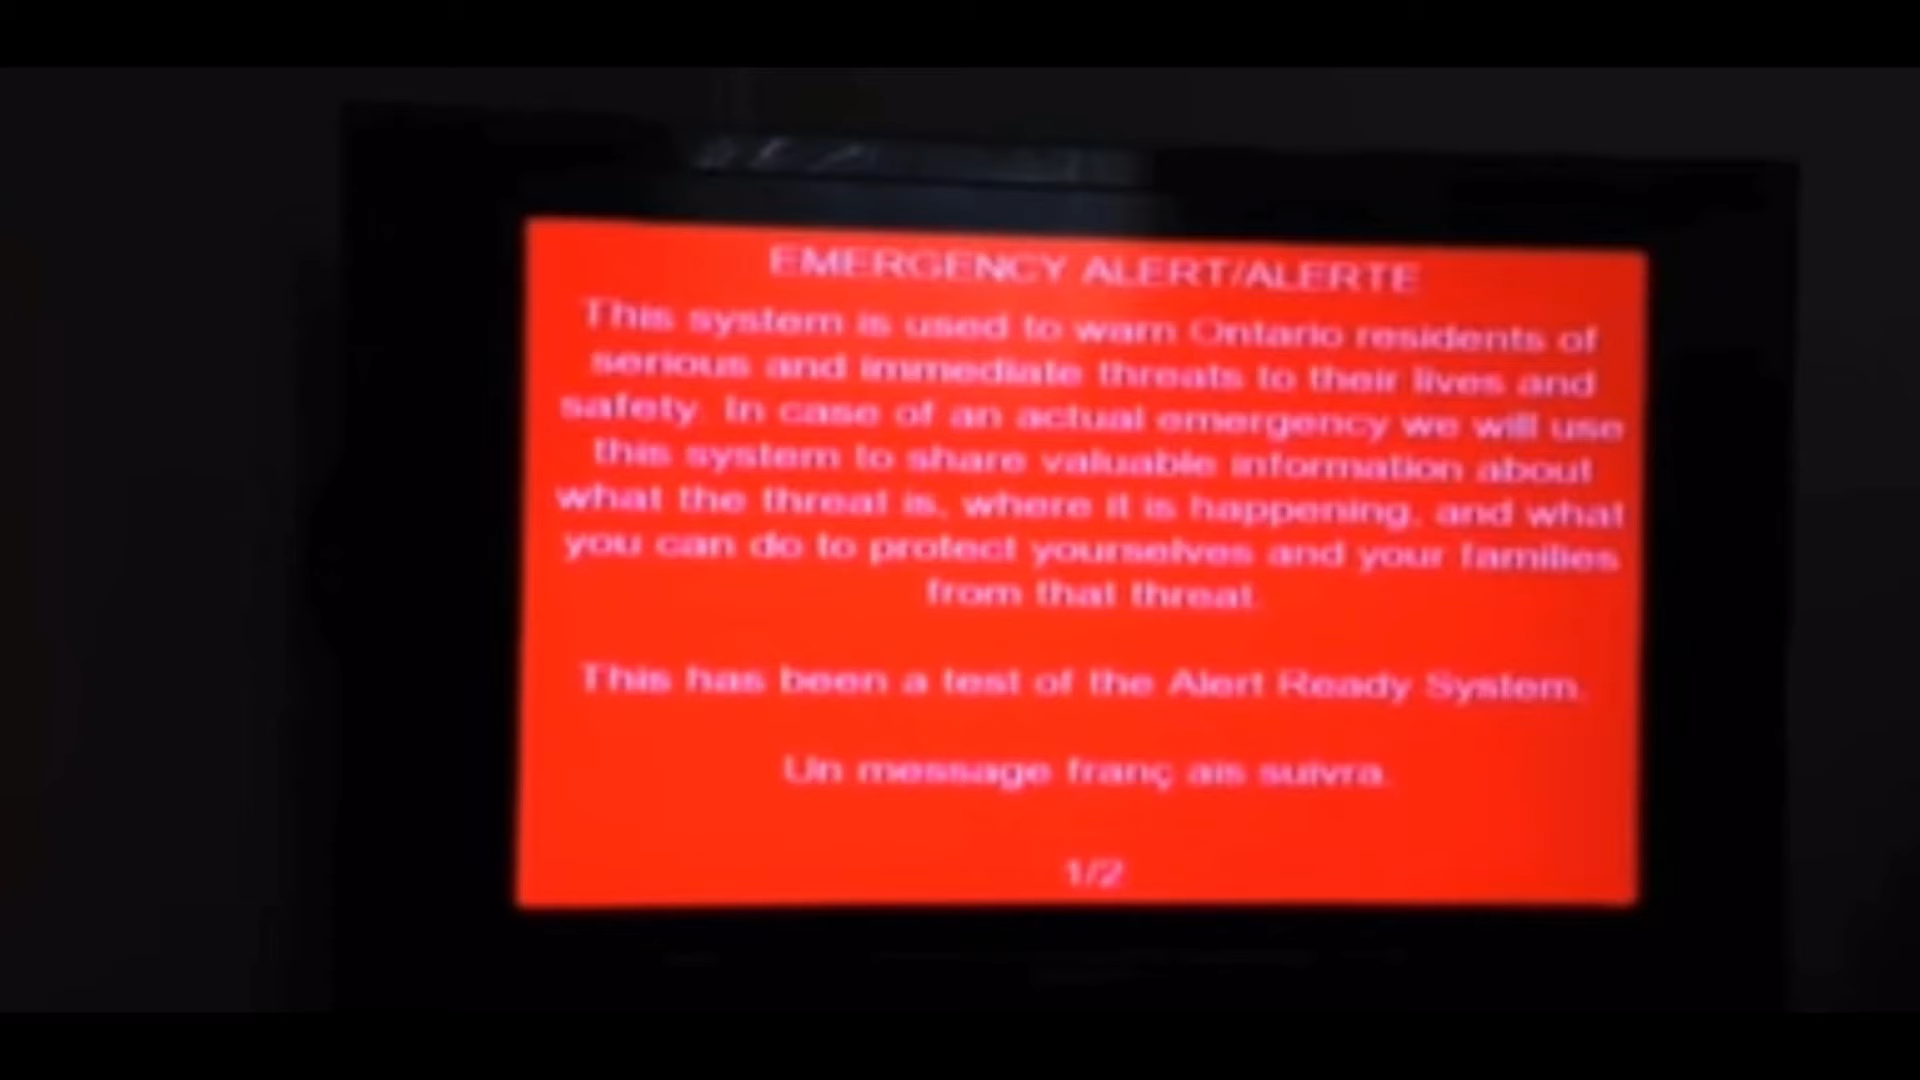 EMERGENCY ALERT/ALERTE
This system is used to warn Ontario residents of
serious and immediate threats to their lives and
safety. In case of an actual emergency we will use
this system to share valuable information about
what the threat is, where it is happening, and what
you can do to protect yourselves and your families
from that threat.
This has been a test of the Alert Ready System.
Un message franç ais suivra.
1/2